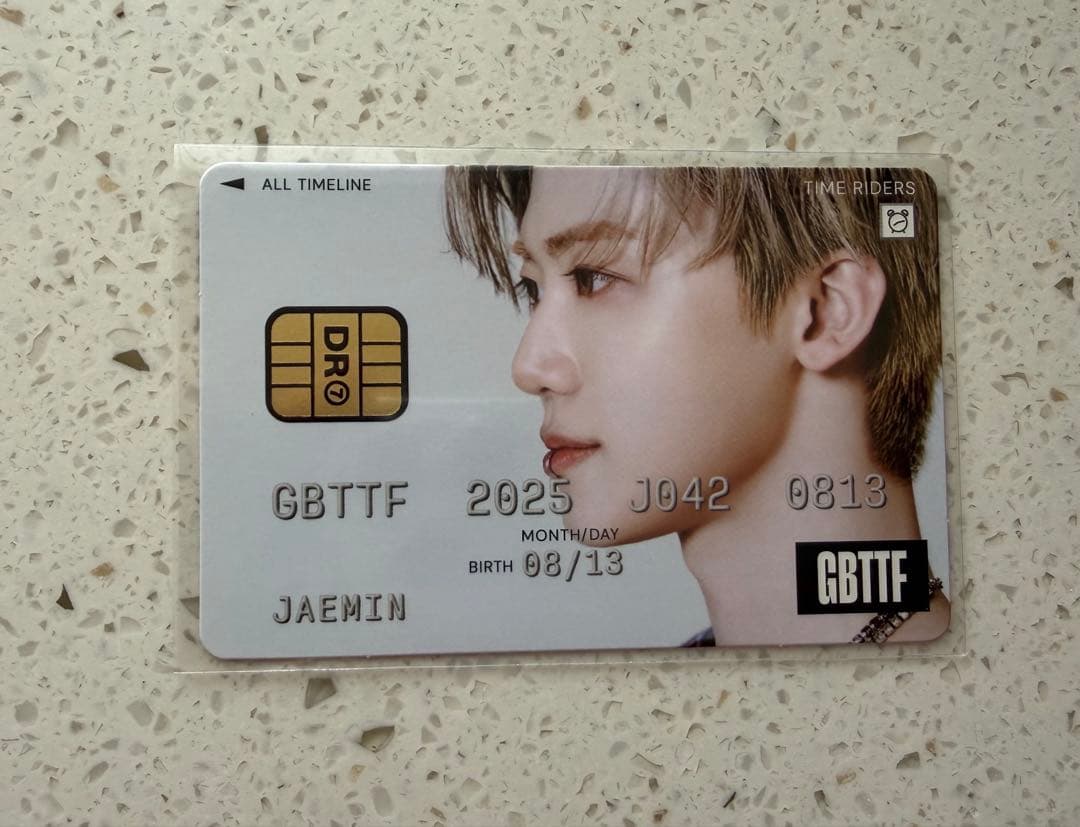 ALL TIMELINE
TIME RIDERS
DR7
GBTTF 2025 J042 0813
MONTH/DAY
BIRTH 08/13
GBTTF
JAEMIN